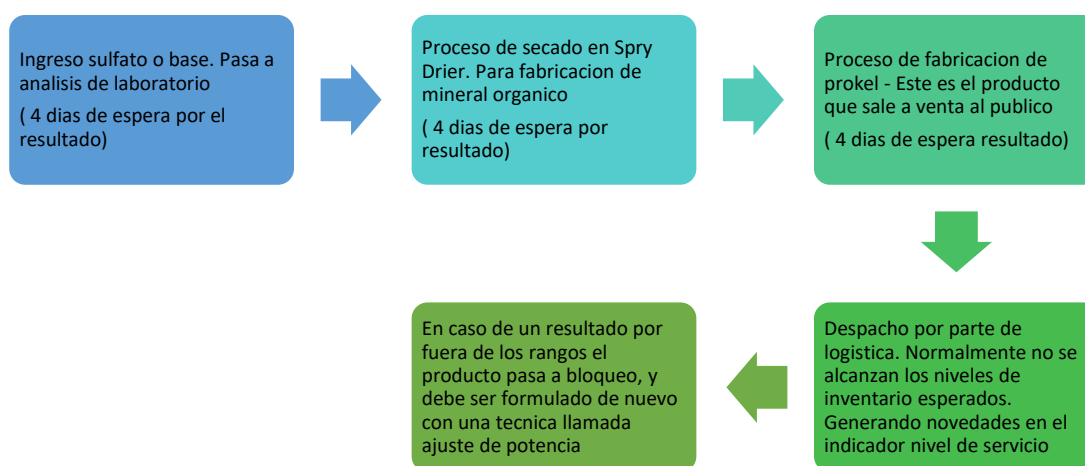 Ingreso sulfato o base. Pasa a
analisis de laboratorio
( 4 dias de espera por el
resultado)
Proceso de secado en Spry
Drier. Para fabricacion de
mineral organico
( 4 dias de espera por
resultado)
Proceso de fabricacion de
prokel - Este es el producto
que sale a venta al publico
( 4 dias de espera resultado)
Despacho por parte de
logistica. Normalmente no se
alcanzan los niveles de
inventario esperados.
Generando novedades en el
indicador nivel de servicio
En caso de un resultado por
fuera de los rangos el
producto pasa a bloqueo, y
debe ser formulado de nuevo
con una tecnica llamada
ajuste de potencia